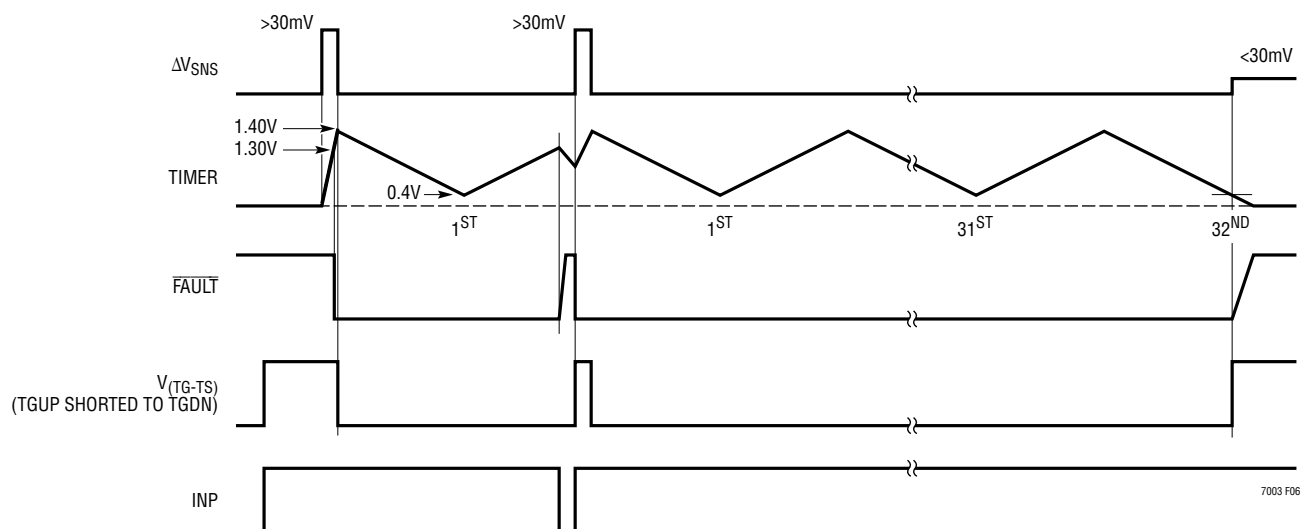 >30mV
>30mV
<30mV
ΔVSNS
1.40V
1.30V
TIMER
0.4V
1ST
1ST
31ST
32ND
FAULT
V(TG-TS)
(TGUP SHORTED TO TGDN)
INP
7003 F06